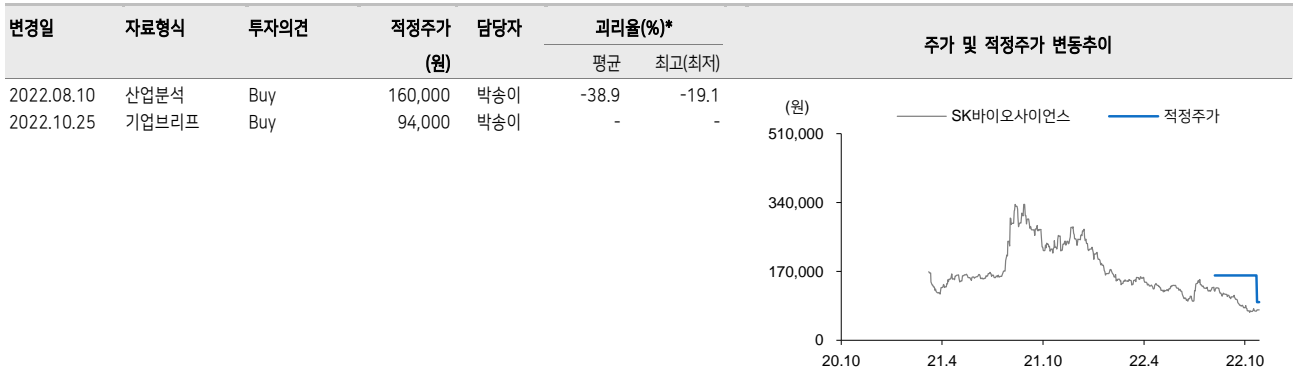 변경일 자료형식 투자의견 적정주가 담당자 괴리율(%)* 주가 및 적정주가 변동추이
(원) 평균 최고(최저)
2022.08.10 산업분석 Buy 160,000 박송이 -38.9 -19.1
2022.10.25 기업브리프 Buy 94,000 박송이 - -
(원)
SK바이오사이언스 적정주가
510,000
340,000
170,000
0
20.10 21.4 21.10 22.4 22.10